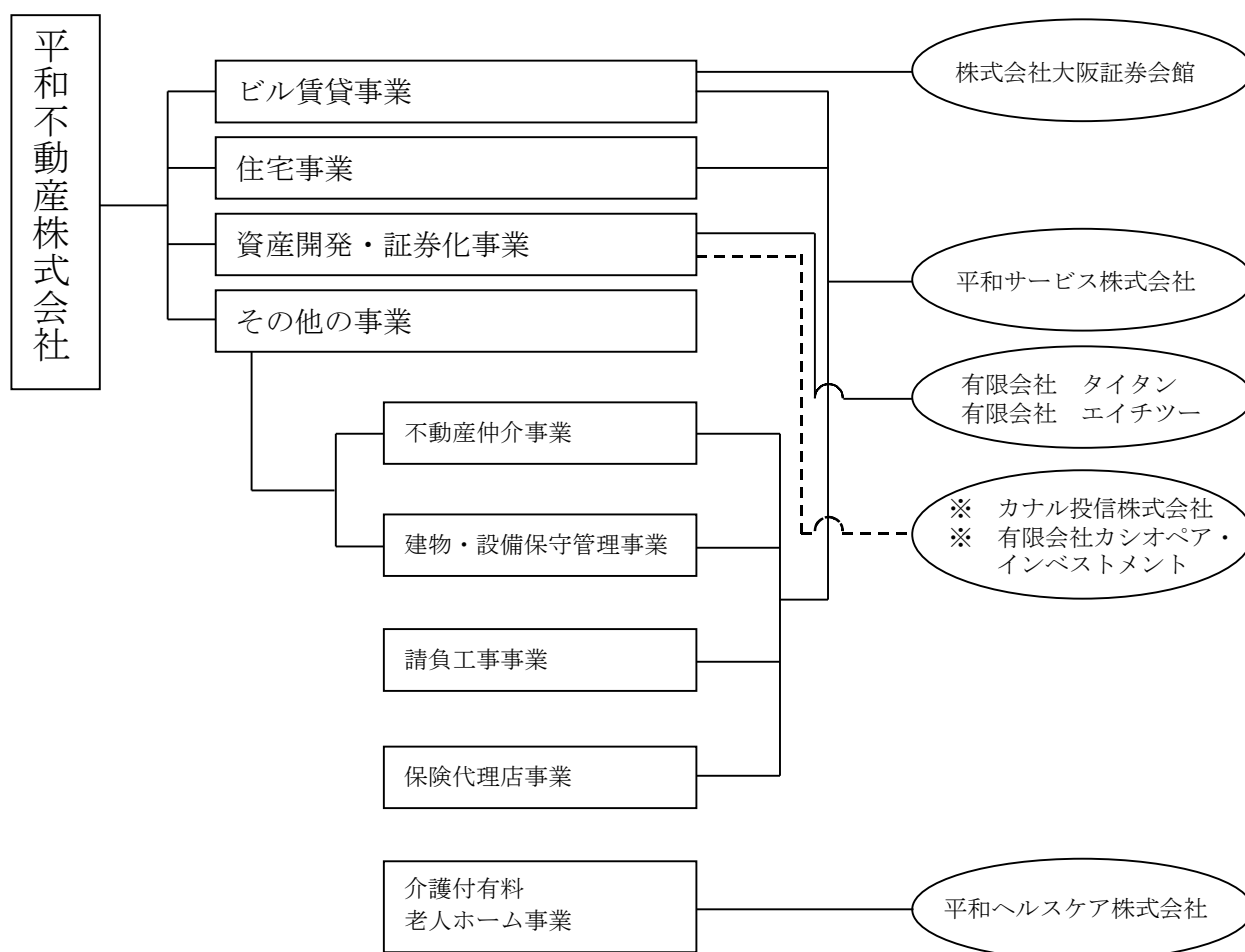 平和不動産株式会社
ビル賃貸事業
住宅事業
資産開発・証券化事業
その他の事業
不動産仲介事業
建物・設備保守管理事業
請負工事事業
保険代理店事業
介護付有料
老人ホーム事業
株式会社大阪証券会館
平和サービス株式会社
有限会社　タイタン
有限会社　エイチツー
※　カナル投信株式会社
※　有限会社カシオペア・
インベストメント
平和ヘルスケア株式会社